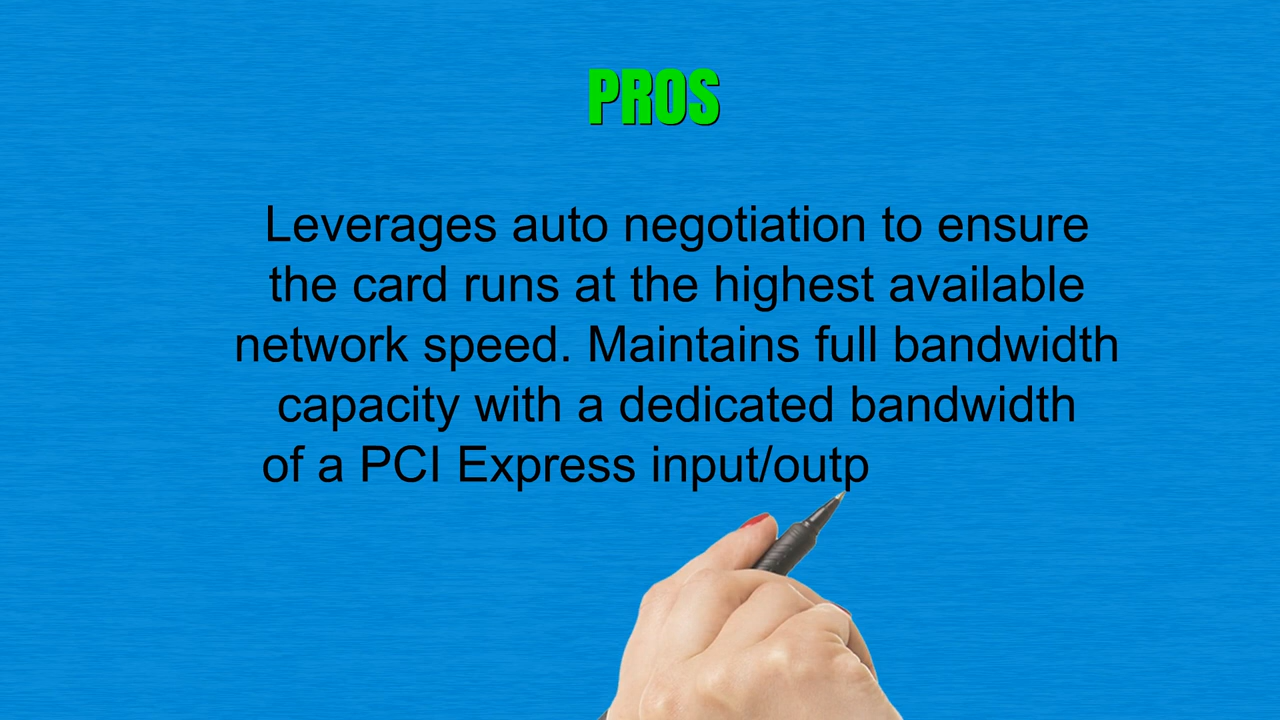 PROS
Leverages auto negotiation to ensure
the card runs at the highest available
network speed. Maintains full bandwidth
capacity with a dedicated bandwidth
of a PCI Express input/outp